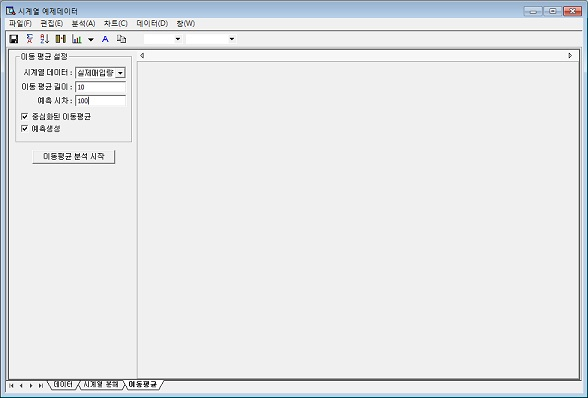 시계열 예제데이터
파일(F) 편집(E) 분석(A) 차트(C) 데이터(D) 창(W)
이동 평균 설정
시계열 데이터 : 실제매입량
이동 평균 길이 : 10
예측 시차 : 100
중심화된 이동평균
예측생성
이동평균 분석 시작
데이터 시계열 분해 이동평균